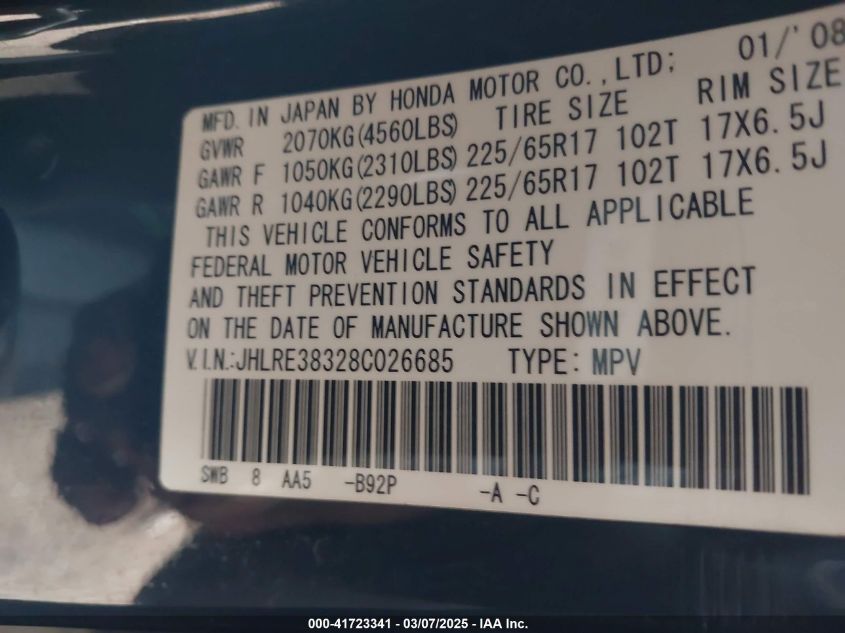 MFD. IN JAPAN BY HONDA MOTOR CO.,LTD; 01/'08
GVWR 2070KG(4560LBS) TIRE SIZE RIM SIZE
GAWR F 1050KG(2310LBS) 225/65R17 102T 17X6.5J
GAWR R 1040KG(2290LBS) 225/65R17 102T 17X6.5J
THIS VEHICLE CONFORMS TO ALL APPLICABLE
FEDERAL MOTOR VEHICLE SAFETY
AND THEFT PREVENTION STANDARDS IN EFFECT
ON THE DATE OF MANUFACTURE SHOWN ABOVE.
V.I.N.:JHLRE38328C026685 TYPE: MPV
SWB 8 AA5 -B92P -A -C
000-41723341 - 03/07/2025 - IAA Inc.